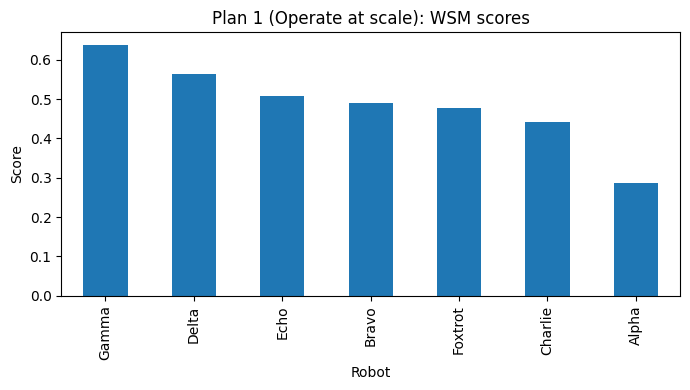 Plan 1 (Operate at scale): WSM scores
Score
0.6
0.5
0.4
0.3
0.2
0.1
0.0
Gamma
Delta
Echo
Bravo
Foxtrot
Charlie
Alpha
Robot